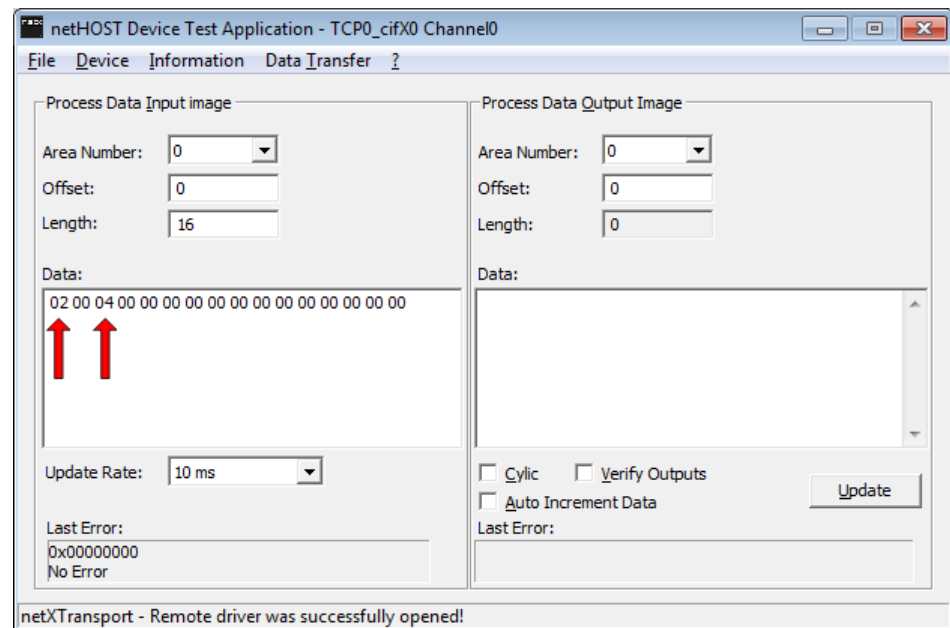 netHOST Device Test Application - TCP0_cifX0 Channel0
File Device Information Data Transfer ?
Process Data Input image
Area Number: 0
Offset: 0
Length: 16
Data:
02 00 04 00 00 00 00 00 00 00 00 00 00 00 00 00
Update Rate: 10 ms
Last Error:
0x00000000
No Error
Process Data Output Image
Area Number: 0
Offset: 0
Length: 0
Data:
Cylic Verify Outputs
Auto Increment Data
Update
Last Error:
netXTransport - Remote driver was successfully opened!